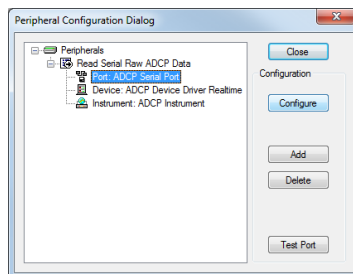 Peripheral Configuration Dialog
Peripherals
Close
Read Serial Raw ADCP Data
Configuration
Port: ADCP Serial Port
Device: ADCP Device Driver Realtime
Instrument: ADCP Instrument
Configure
Add
Delete
Test Port